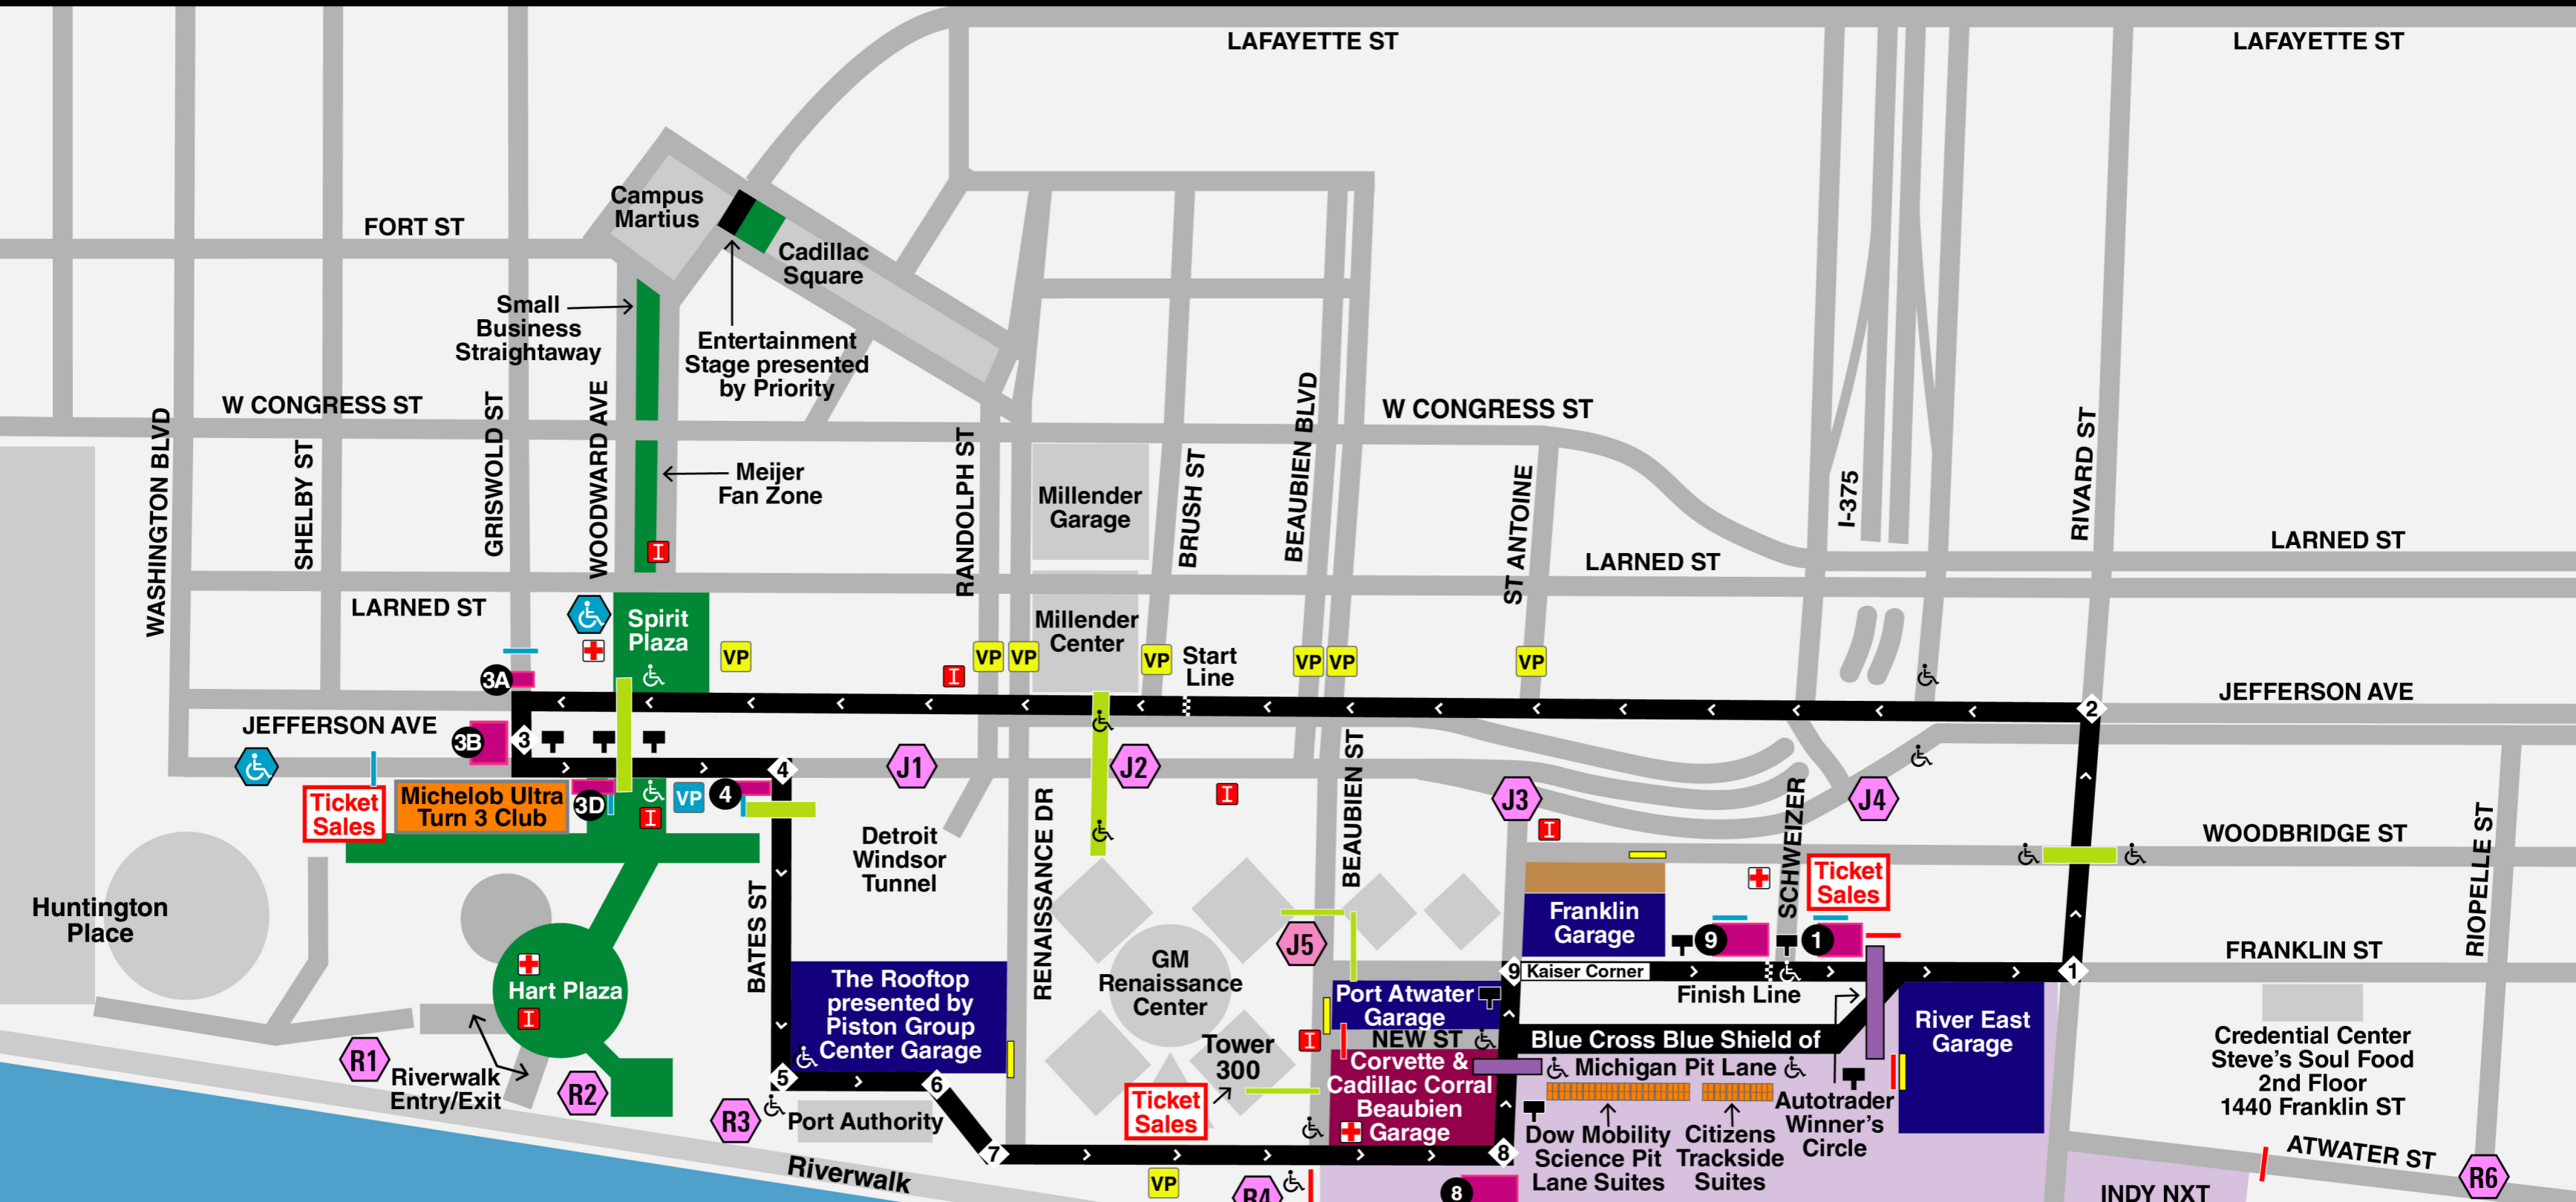 LAFAYETTE ST
LAFAYETTE ST
Campus
Martius
FORT ST
Cadillac
Square
Small
Business
Straightaway
Entertainment
Stage presented
by Priority
W CONGRESS ST
W CONGRESS ST
WASHINGTON BLVD
SHELBY ST
GRISWOLD ST
WOODWARD AVE
Meijer
Fan Zone
RANDOLPH ST
Millender
Garage
BRUSH ST
BEAUBIEN BLVD
ST ANTOINE
I-375
RIVARD ST
LARNED ST
LARNED ST
LARNED ST
I
Spirit
Plaza
Millender
Center
VP
VP
VP
VP
VP
VP
VP
Start
Line
3A
I
JEFFERSON AVE
JEFFERSON AVE
2
3B
3
4
J1
J2
J3
J4
Ticket
Sales
Michelob Ultra
Turn 3 Club
3D
VP
4
I
I
I
Detroit
Windsor
Tunnel
RENAISSANCE DR
BEAUBIEN ST
SCHWEIZER
WOODBRIDGE ST
RIOPELLE ST
Ticket
Sales
Huntington
Place
BATES ST
Franklin
Garage
9
1
J5
FRANKLIN ST
Hart Plaza
I
The Rooftop
presented by
Piston Group
Center Garage
GM
Renaissance
Center
9
Kaiser Corner
1
Finish Line
Port Atwater
Garage
NEW ST
I
Blue Cross Blue Shield of
Michigan Pit Lane
River East
Garage
Credential Center
Steve's Soul Food
2nd Floor
1440 Franklin ST
Tower
300
Corvette &
Cadillac Corral
Beaubien
Garage
R1
Riverwalk
Entry/Exit
R2
R3
5
6
Port Authority
Ticket
Sales
Autotrader
Winner's
Circle
Dow Mobility
Science Pit
Lane Suites
Citizens
Trackside
Suites
7
8
ATWATER ST
Riverwalk
VP
R4
8
INDY NXT
R6